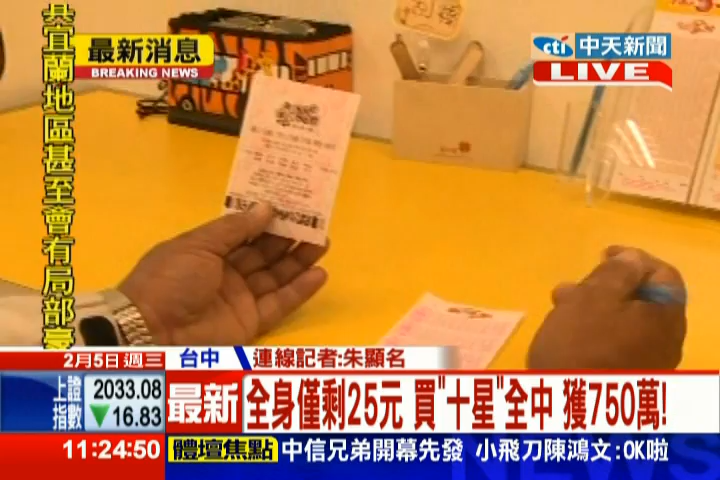 共宜蘭地區甚至會有局部豪
最新消息
BREAKING NEWS
cti 中天新聞
LIVE
2月5日 週三
台中
連線記者:朱顯名
上證指數
2033.08
▼16.83
最新
全身僅剩25元 買"十星"全中 獲750萬!
11:24:50
體壇焦點
中信兄弟開幕先發 小飛刀陳鴻文:OK啦